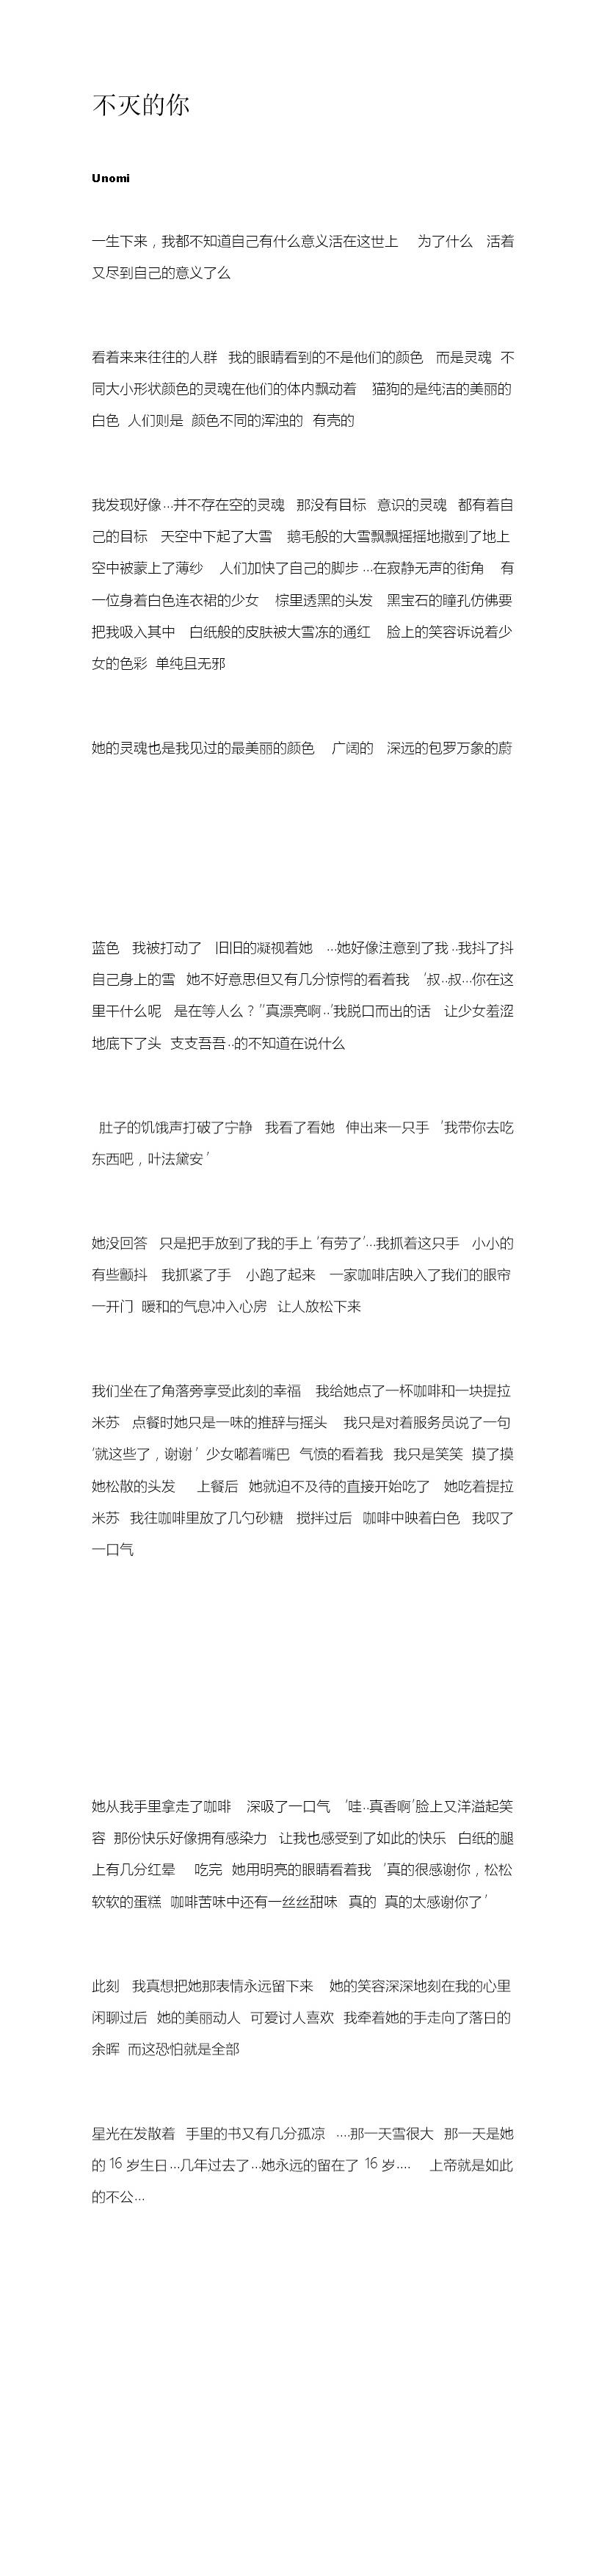 不灭的你
Unomi
一生下来，我都不知道自己有什么意义活在这世上  为了什么  活着
又尽到自己的意义了么
看着来来往往的人群  我的眼睛看到的不是他们的颜色  而是灵魂  不
同大小形状颜色的灵魂在他们的体内飘动着  猫狗的是纯洁的美丽的
白色  人们则是  颜色不同的浑浊的  有壳的
我发现好像…并不存在空的灵魂  那没有目标  意识的灵魂  都有着自
己的目标  天空中下起了大雪  鹅毛般的大雪飘飘摇摇地撒到了地上
空中被蒙上了薄纱  人们加快了自己的脚步 …在寂静无声的街角  有
一位身着白色连衣裙的少女  棕里透黑的头发  黑宝石的瞳孔仿佛要
把我吸入其中  白纸般的皮肤被大雪冻的通红  脸上的笑容诉说着少
女的色彩  单纯且无邪
她的灵魂也是我见过的最美丽的颜色  广阔的  深远的包罗万象的蔚
蓝色  我被打动了  旧旧的凝视着她  …她好像注意到了我 ..我抖了抖
自己身上的雪  她不好意思但又有几分惊愕的看着我  ‘叔..叔…你在这
里干什么呢  是在等人么？’‘真漂亮啊..’我脱口而出的话  让少女羞涩
地底下了头  支支吾吾 ..的不知道在说什么
肚子的饥饿声打破了宁静  我看了看她  伸出来一只手  ‘我带你去吃
东西吧，叶法黛安 ’
她没回答  只是把手放到了我的手上 ‘有劳了’…我抓着这只手  小小的
有些颤抖  我抓紧了手  小跑了起来  一家咖啡店映入了我们的眼帘
一开门  暖和的气息冲入心房  让人放松下来
我们坐在了角落旁享受此刻的幸福  我给她点了一杯咖啡和一块提拉
米苏  点餐时她只是一味的推辞与摇头  我只是对着服务员说了一句
‘就这些了，谢谢 ’  少女嘟着嘴巴  气愤的看着我  我只是笑笑  摸了摸
她松散的头发  上餐后  她就迫不及待的直接开始吃了  她吃着提拉
米苏  我往咖啡里放了几勺砂糖  搅拌过后  咖啡中映着白色  我叹了
一口气
她从我手里拿走了咖啡  深吸了一口气  ‘哇..真香啊’脸上又洋溢起笑
容  那份快乐好像拥有感染力  让我也感受到了如此的快乐  白纸的腿
上有几分红晕  吃完  她用明亮的眼睛看着我  ‘真的很感谢你，松松
软软的蛋糕  咖啡苦味中还有一丝丝甜味  真的  真的太感谢你了 ’
此刻  我真想把她那表情永远留下来  她的笑容深深地刻在我的心里
闲聊过后  她的美丽动人  可爱讨人喜欢  我牵着她的手走向了落日的
余晖  而这恐怕就是全部
星光在发散着  手里的书又有几分孤凉  ….那一天雪很大  那一天是她
的 16 岁生日…几年过去了…她永远的留在了 16 岁….  上帝就是如此
的不公…